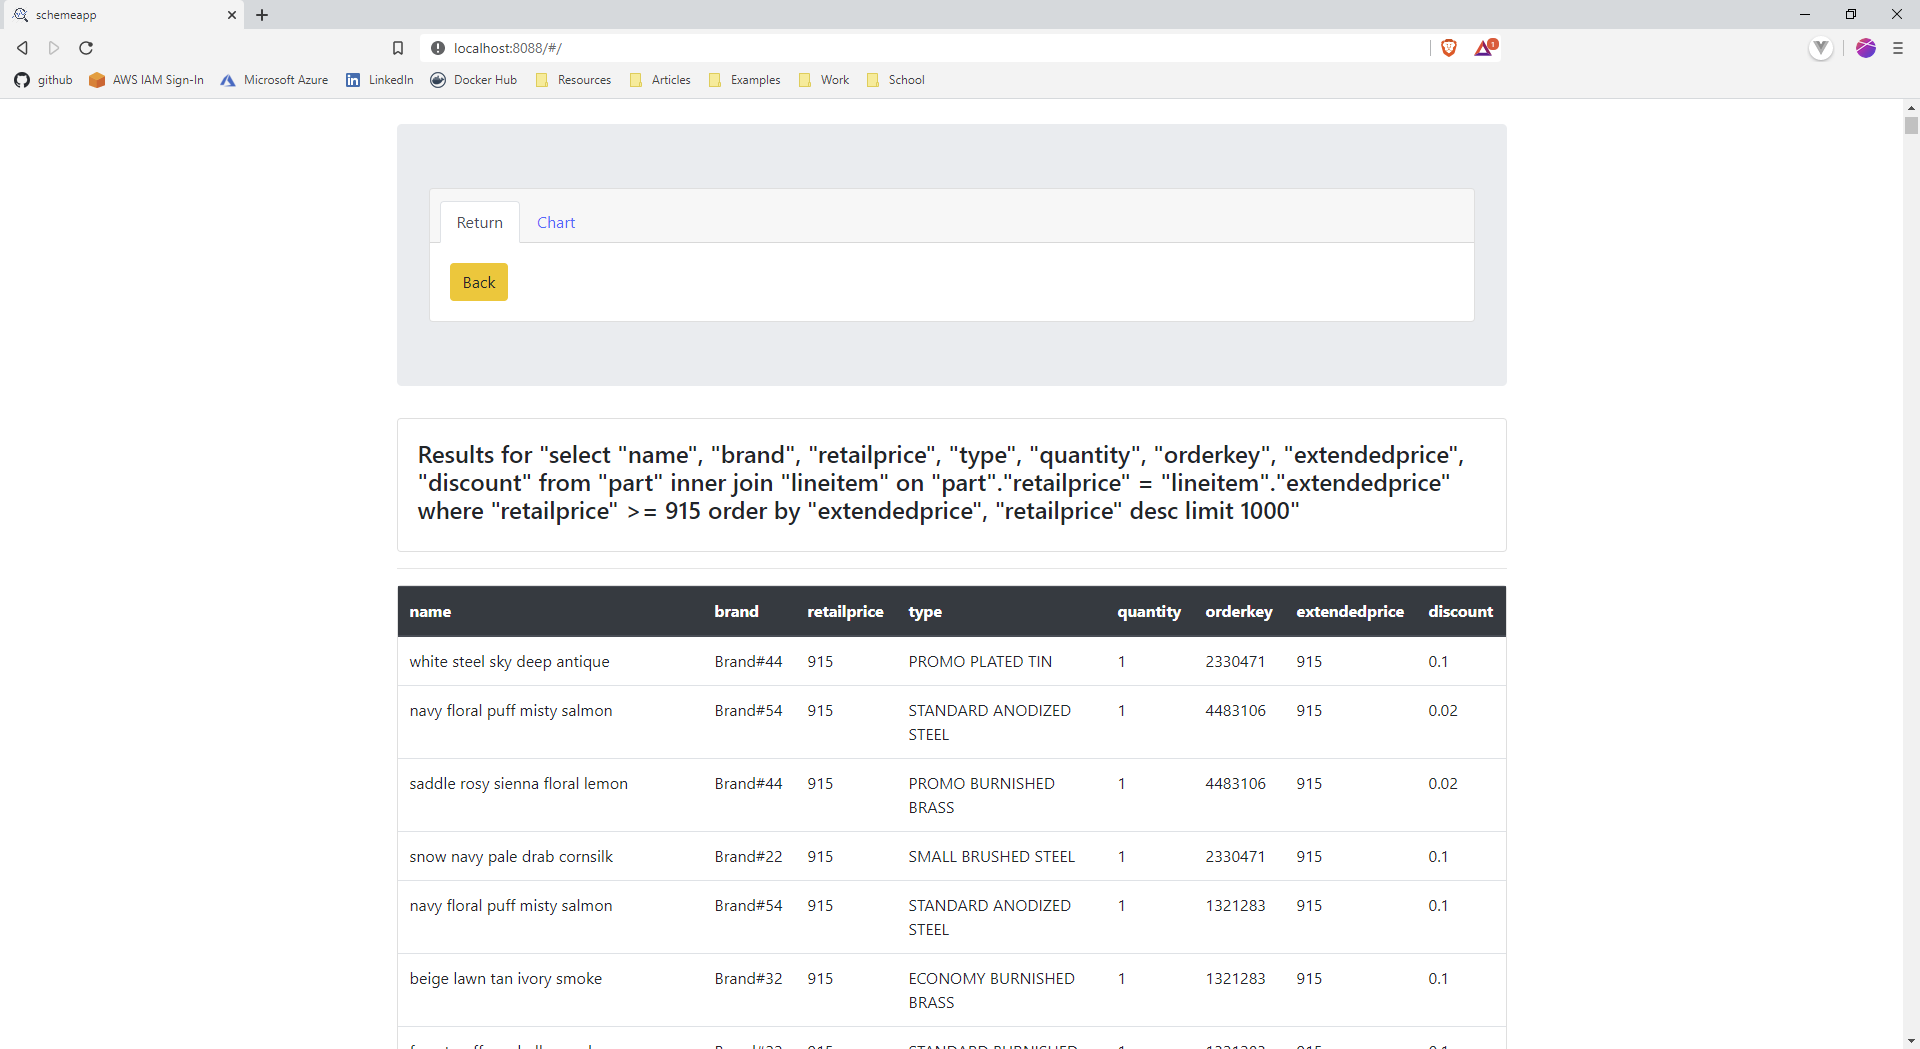 schemeapp
localhost:8088/#/
1
github AWS IAM Sign-In Microsoft Azure LinkedIn Docker Hub Resources Articles Examples Work School
Return Chart
Back
Results for "select "name", "brand", "retailprice", "type", "quantity", "orderkey", "extendedprice",
"discount" from "part" inner join "lineitem" on "part"."retailprice" = "lineitem"."extendedprice"
where "retailprice" >= 915 order by "extendedprice", "retailprice" desc limit 1000"
name brand retailprice type quantity orderkey extendedprice discount
white steel sky deep antique Brand#44 915 PROMO PLATED TIN 1 2330471 915 0.1
navy floral puff misty salmon Brand#54 915 STANDARD ANODIZED 1 4483106 915 0.02
STEEL
saddle rosy sienna floral lemon Brand#44 915 PROMO BURNISHED 1 4483106 915 0.02
BRASS
snow navy pale drab cornsilk Brand#22 915 SMALL BRUSHED STEEL 1 2330471 915 0.1
navy floral puff misty salmon Brand#54 915 STANDARD ANODIZED 1 1321283 915 0.1
STEEL
beige lawn tan ivory smoke Brand#32 915 ECONOMY BURNISHED 1 1321283 915 0.1
BRASS